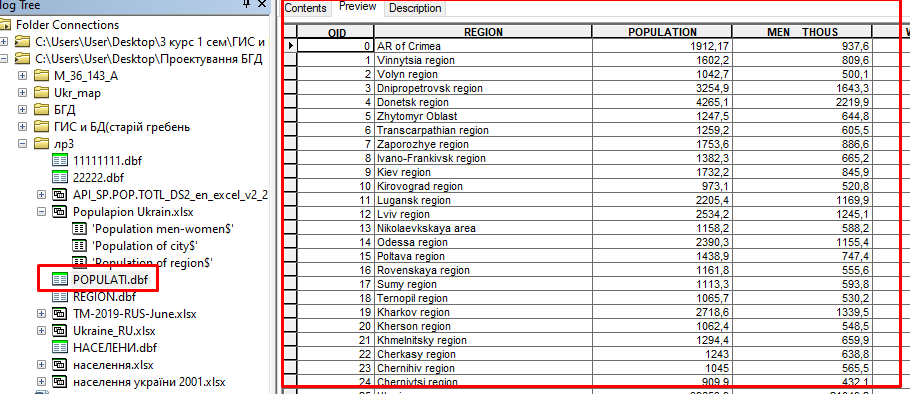 log Tree
Folder Connections
C:\Users\User\Desktop\3 курс 1 сем\ГИС и
C:\Users\User\Desktop\Проектування БГД
M_36_143_A
Ukr_map
БГД
ГИС и БД(старій гребень
лр3
11111111.dbf
22222.dbf
API_SP.POP.TOTL_DS2_en_excel_v2_2
Populapion Ukrain.xlsx
'Population men-women$'
'Population of city$'
'Population of region$'
POPULATI.dbf
REGION.dbf
TM-2019-RUS-June.xlsx
Ukraine_RU.xlsx
НАСЕЛЕНИ.dbf
населення.xlsx
населення украіни 2001.xlsx
Contents Preview Description
OID REGION POPULATION MEN__THOUS
0 AR of Crimea 1912,17 937,6
1 Vinnytsia region 1602,2 809,6
2 Volyn region 1042,7 500,1
3 Dnipropetrovsk region 3254,9 1643,3
4 Donetsk region 4265,1 2219,9
5 Zhytomyr Oblast 1247,5 644,8
6 Transcarpathian region 1259,2 605,5
7 Zaporozhye region 1753,6 886,6
8 Ivano-Frankivsk region 1382,3 665,2
9 Kiev region 1732,2 845,9
10 Kirovograd region 973,1 520,8
11 Lugansk region 2205,4 1169,9
12 Lviv region 2534,2 1245,1
13 Nikolaevskaya area 1158,2 588,2
14 Odessa region 2390,3 1155,4
15 Poltava region 1438,9 747,4
16 Rovenskaya region 1161,8 555,6
17 Sumy region 1113,3 593,8
18 Ternopil region 1065,7 530,2
19 Kharkov region 2718,6 1339,5
20 Kherson region 1062,4 548,5
21 Khmelnitsky region 1294,4 659,9
22 Cherkasy region 1243 638,8
23 Chernihiv region 1045 565,5
24 Chernivtsi region 909,9 432,1